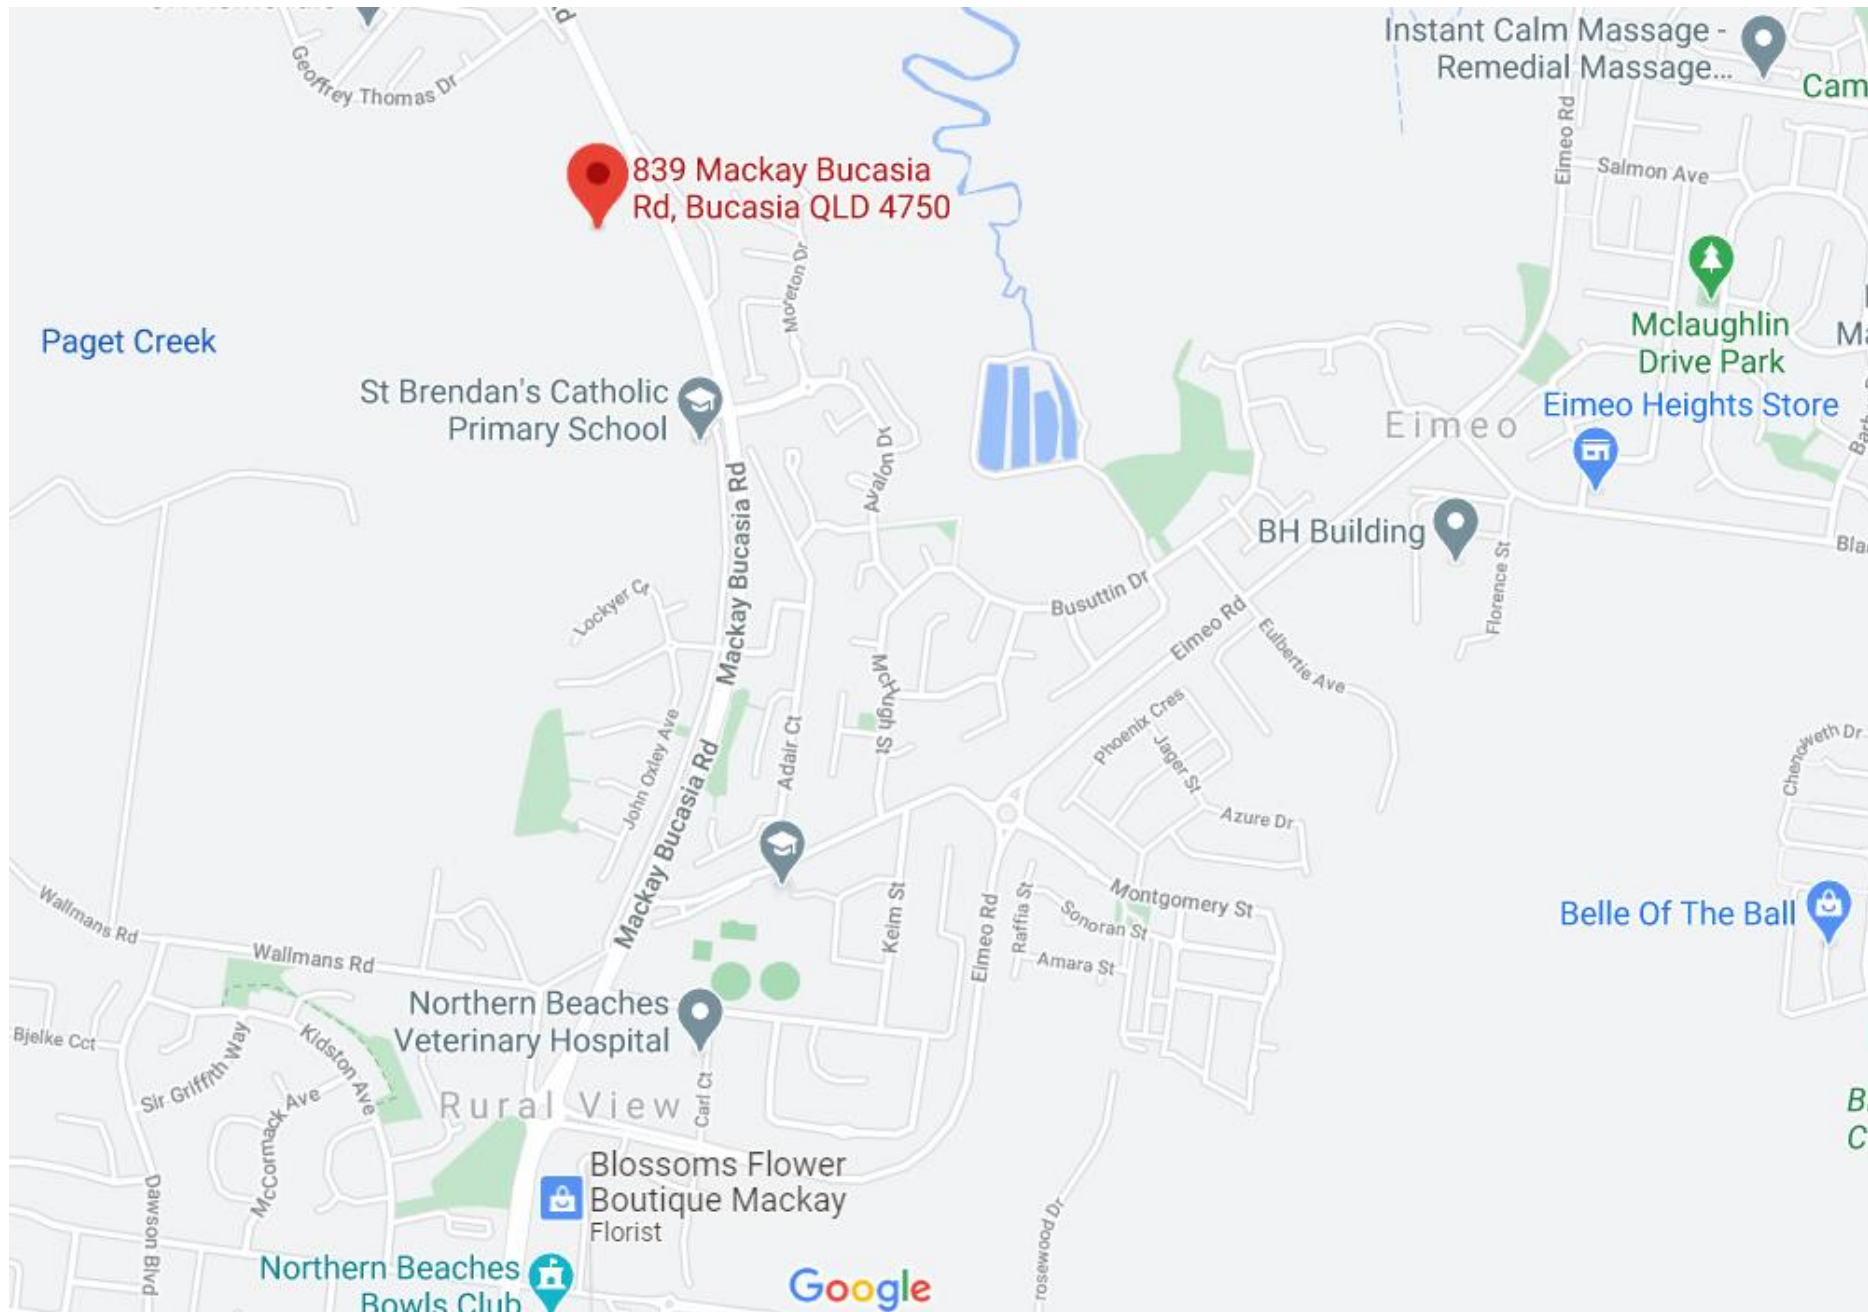 Geoffrey Thomas Dr
Instant Calm Massage -
Remedial Massage...
Cam
Eimeo Rd
Salmon Ave
839 Mackay Bucasia
Rd, Bucasia QLD 4750
Moreton Dr
Paget Creek
Mclaughlin
Drive Park
St Brendan's Catholic
Primary School
Eimeo Heights Store
Eimeo
Avalon Dr
Mackay Bucasia Rd
BH Building
Florence St
Lockyer Ct
Busuttin Dr
Eimeo Rd
Eulbertie Ave
McHugh St
Phoenix Cres
Jager St
Azure Dr
John Oxley Ave
Adair Ct
Mackay Bucasia Rd
Chenoweth Dr
Wallmans Rd
Wallmans Rd
Keim St
Eimeo Rd
Raffia St
Montgomery St
Sonoran St
Amara St
Belle Of The Ball
Northern Beaches
Veterinary Hospital
Bjelke Cct
Sir Griffith Way
Kidston Ave
McCormack Ave
Rural View
Carl Ct
Blossoms Flower
Boutique Mackay
Florist
Dawson Blvd
rosewood Dr
Northern Beaches
Bowls Club
Google